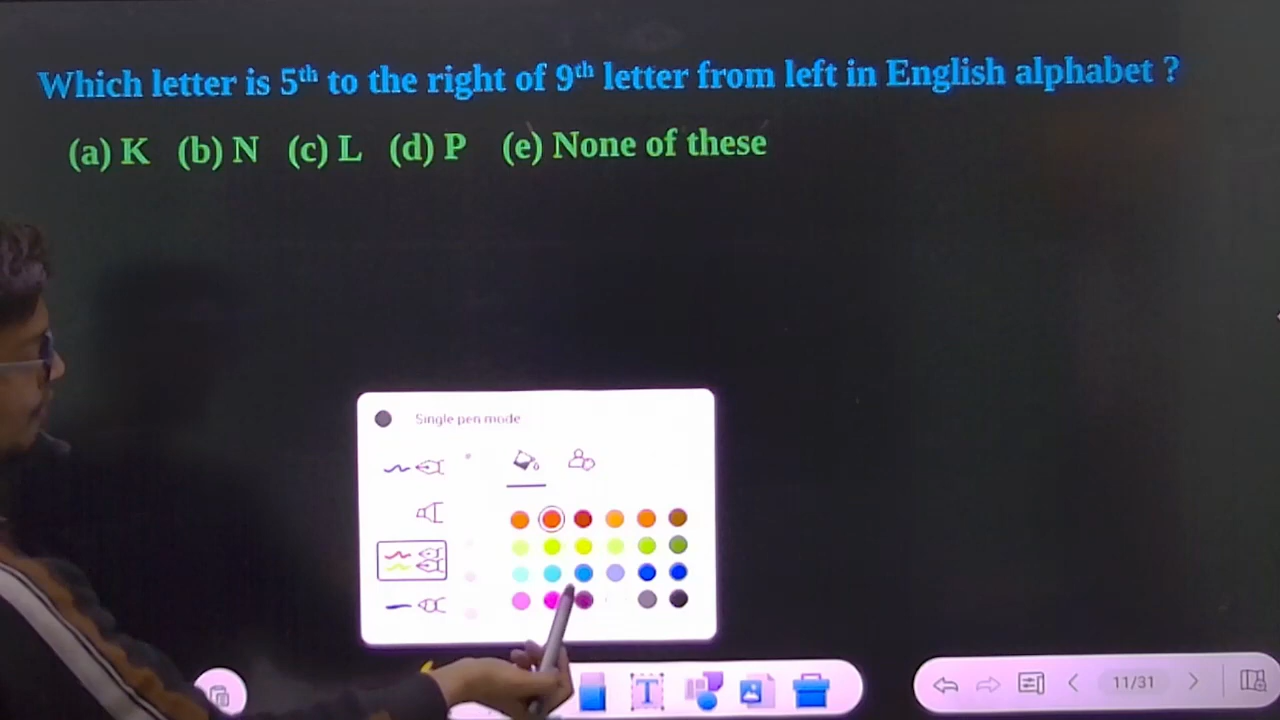 Which letter is 5th to the right of 9th letter from left in English alphabet ?
(a) K (b) N (c) L (d) P (e) None of these
Single pen mode
T
11/31